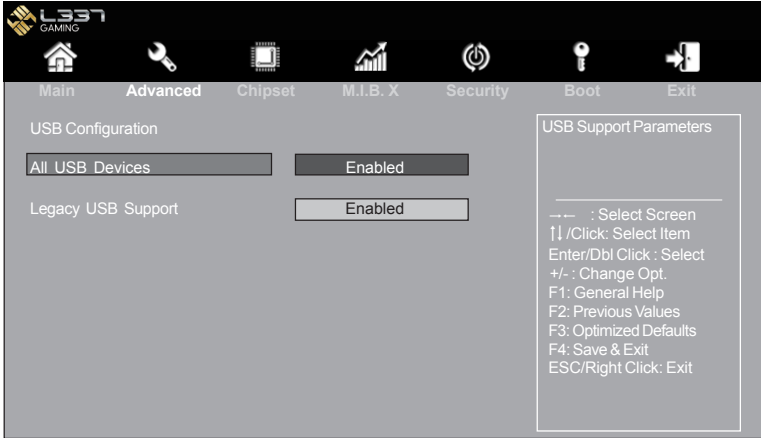 L337
GAMING
Main Advanced Chipset M.I.B. X Security Boot Exit
USB Configuration
All USB Devices Enabled
Legacy USB Support Enabled
USB Support Parameters
→← : Select Screen
↑↓/Click: Select Item
Enter/Dbl Click : Select
+/- : Change Opt.
F1: General Help
F2: Previous Values
F3: Optimized Defaults
F4: Save & Exit
ESC/Right Click: Exit